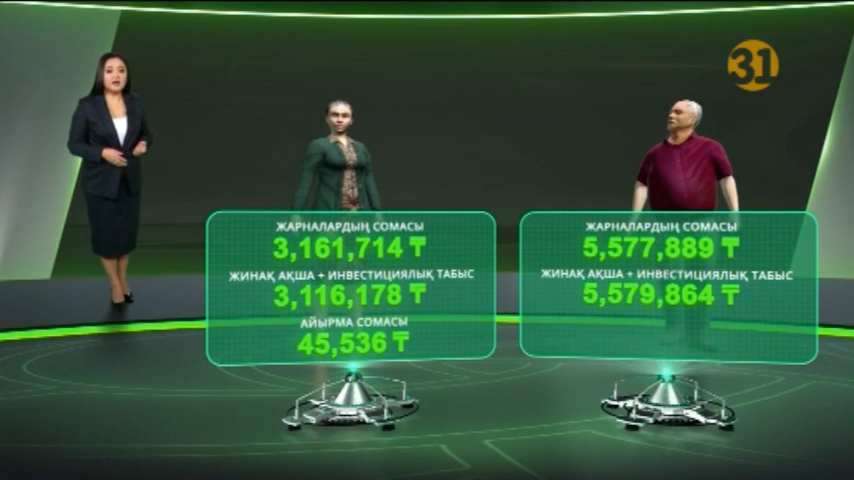 31
ЖАРНАЛАРДЫҢ СОМАСЫ
3,161,714 ₸
ЖИНАҚ АҚША + ИНВЕСТИЦИЯЛЫҚ ТАБЫС
3,116,178 ₸
АЙЫРМА СОМАСЫ
45,536 ₸
ЖАРНАЛАРДЫҢ СОМАСЫ
5,577,889 ₸
ЖИНАҚ АҚША + ИНВЕСТИЦИЯЛЫҚ ТАБЫС
5,579,864 ₸